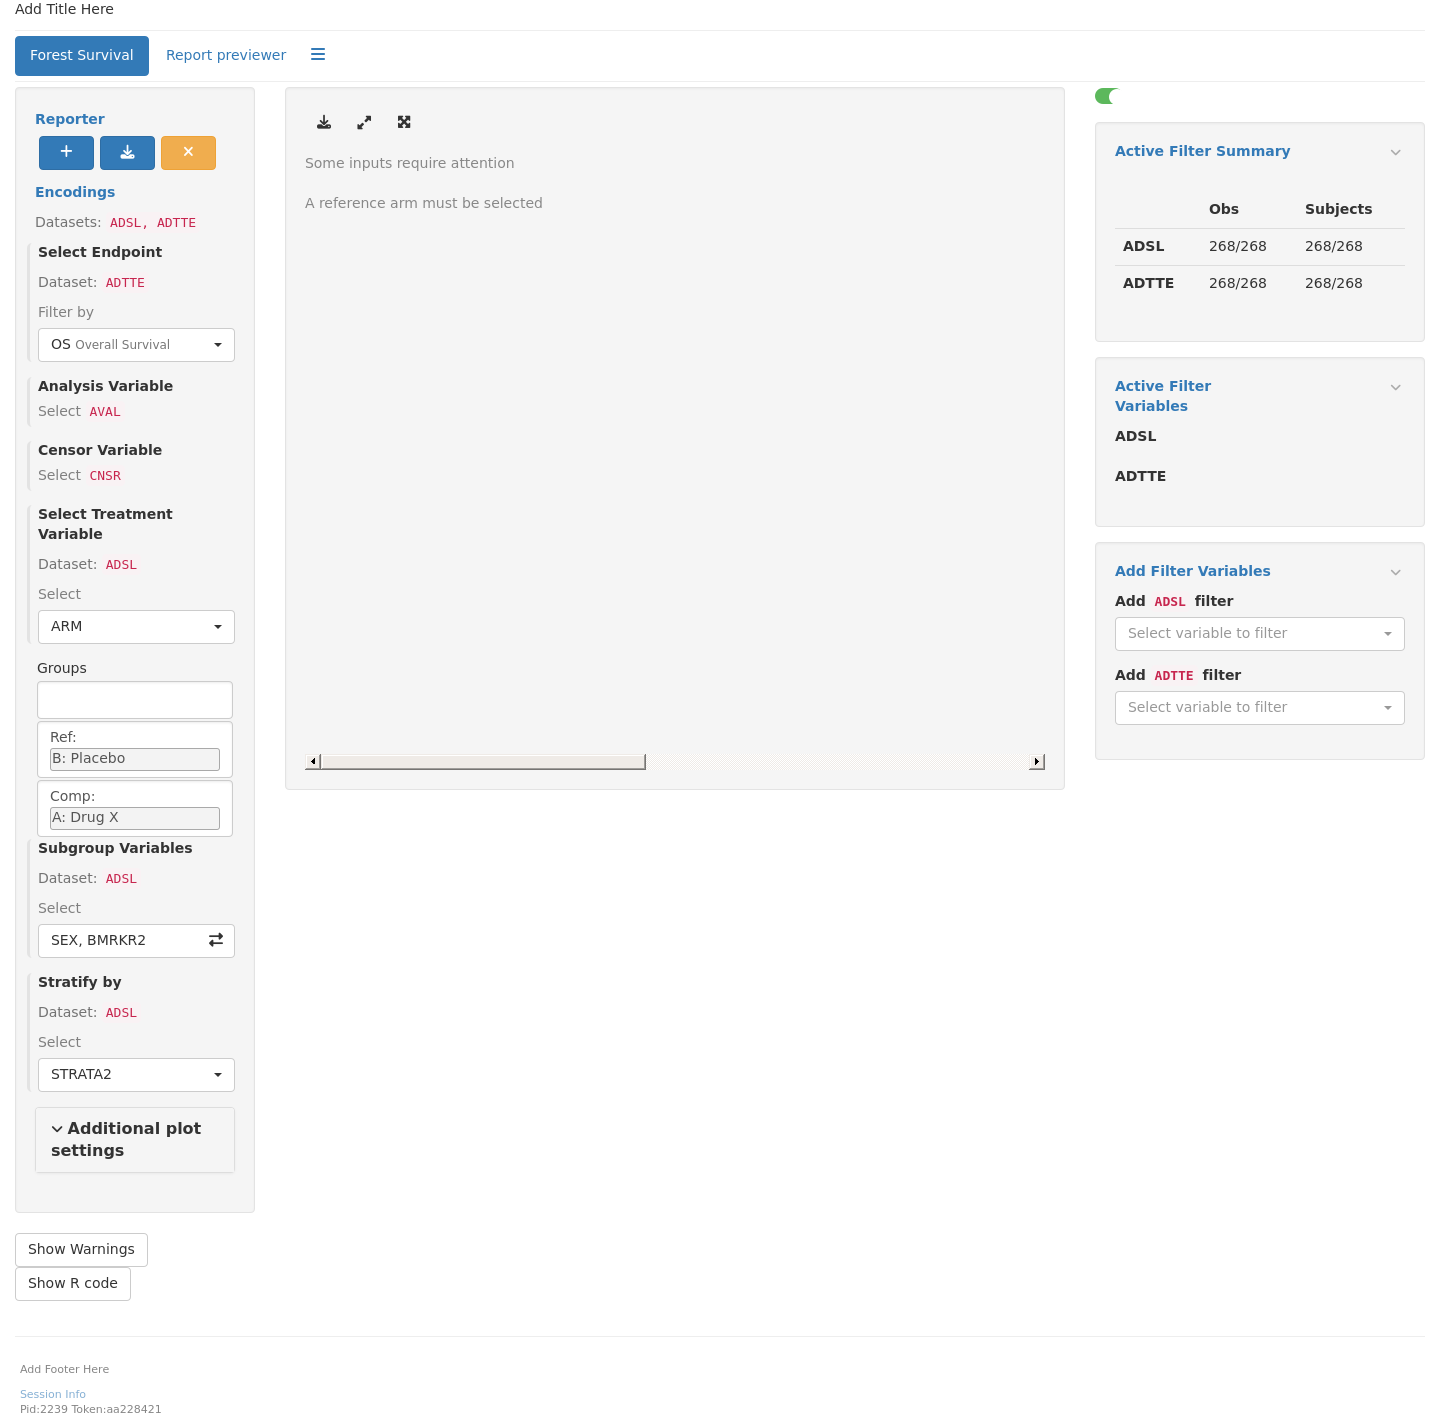 Add Title Here
Forest Survival
Report previewer
Reporter
Encodings
Datasets: ADSL, ADTTE
Select Endpoint
Dataset: ADTTE
Filter by
OS Overall Survival
Analysis Variable
Select AVAL
Censor Variable
Select CNSR
Select Treatment
Variable
Dataset: ADSL
Select
ARM
Groups
Ref:
B: Placebo
Comp:
A: Drug X
Subgroup Variables
Dataset: ADSL
Select
SEX, BMRKR2
Stratify by
Dataset: ADSL
Select
STRATA2
Additional plot
settings
Show Warnings
Show R code
Some inputs require attention
A reference arm must be selected
Active Filter Summary
Obs Subjects
ADSL 268/268 268/268
ADTTE 268/268 268/268
Active Filter
Variables
ADSL
ADTTE
Add Filter Variables
Add ADSL filter
Select variable to filter
Add ADTTE filter
Select variable to filter
Add Footer Here
Session Info
Pid:2239 Token:aa228421